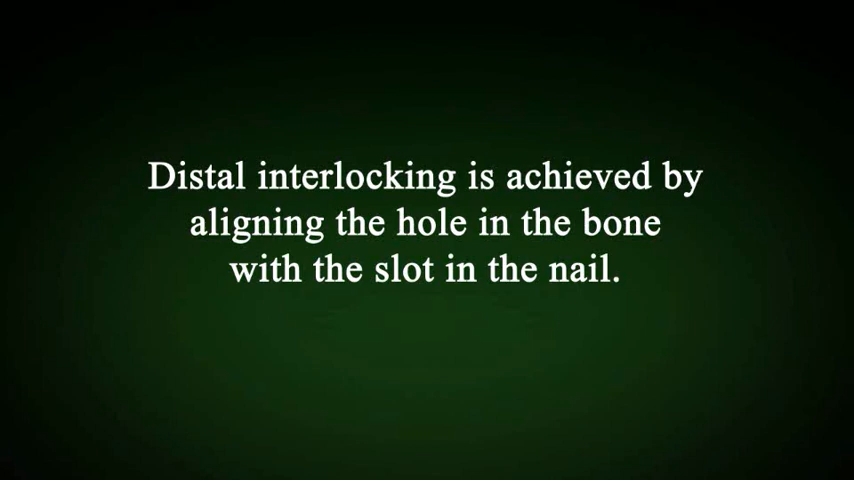 Distal interlocking is achieved by
aligning the hole in the bone
with the slot in the nail.